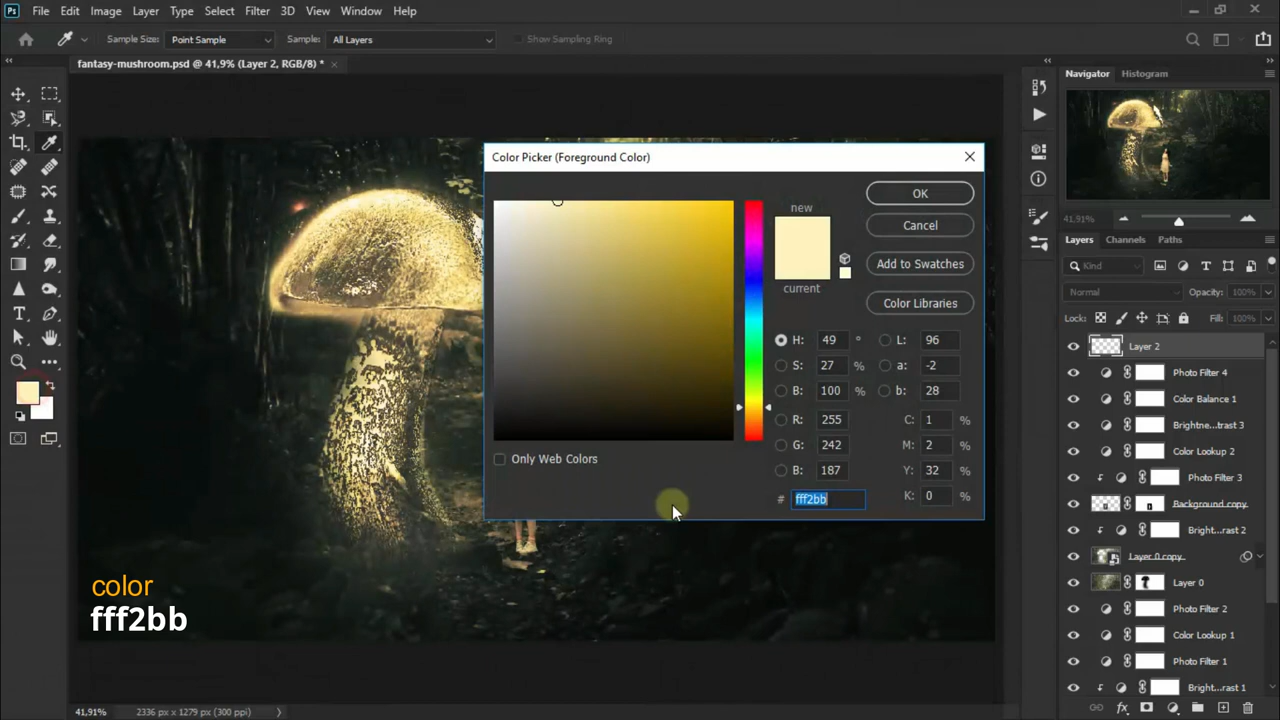 Ps File Edit Image Layer Type Select Filter 3D View Window Help
Sample Size: Point Sample Sample: All Layers Show Sampling Ring
fantasy-mushroom.psd @ 41,9% (Layer 2, RGB/8) *
Color Picker (Foreground Color)
new
current
OK
Cancel
Add to Swatches
Color Libraries
H: 49 ° L: 96
S: 27 % a: -2
B: 100 % b: 28
R: 255 C: 1 %
G: 242 M: 2 %
B: 187 Y: 32 %
# fff2bb K: 0 %
Only Web Colors
Navigator Histogram
41,91%
Layers Channels Paths
Kind
Normal Opacity: 100%
Lock: Fill: 100%
Layer 2
Photo Filter 4
Color Balance 1
Brightne...trast 3
Color Lookup 2
Photo Filter 3
Background copy
Bright...rast 2
Layer 0 copy
Layer 0
Photo Filter 2
Color Lookup 1
Photo Filter 1
Bright...rast 1
fx
color
fff2bb
41,91% 2336 px x 1279 px (300 ppi)